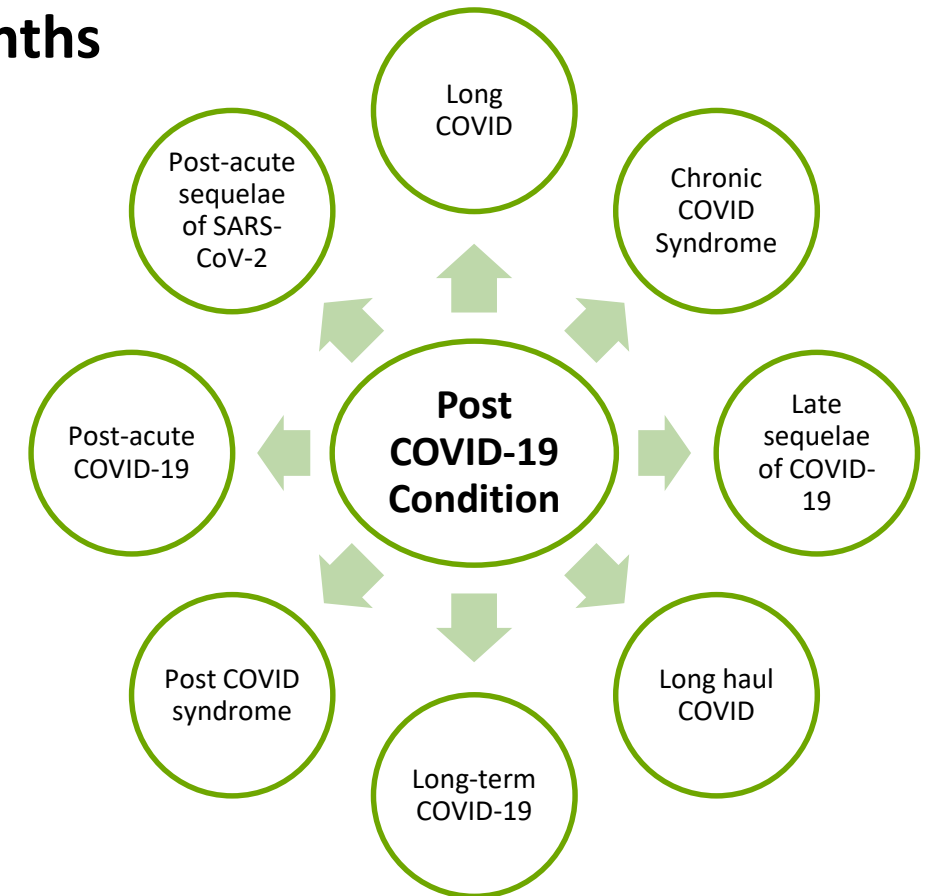 nths
Long
COVID
Chronic
COVID
Syndrome
Late
sequelae
of COVID-
19
Long haul
COVID
Long-term
COVID-19
Post COVID
syndrome
Post-acute
COVID-19
Post-acute
sequelae
of SARS-
CoV-2
Post
COVID-19
Condition